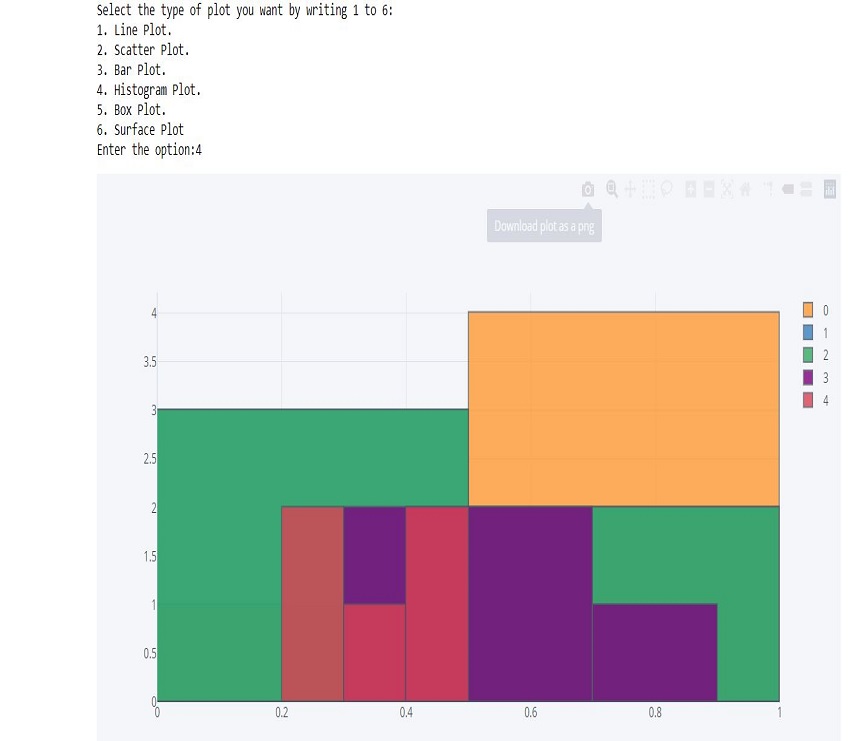 Select the type of plot you want by writing 1 to 6:
1. Line Plot.
2. Scatter Plot.
3. Bar Plot.
4. Histogram Plot.
5. Box Plot.
6. Surface Plot
Enter the option:4
Download plot as a png
4
3.5
3
2.5
2
1.5
1
0.5
0
0
0.2
0.4
0.6
0.8
1
0
1
2
3
4